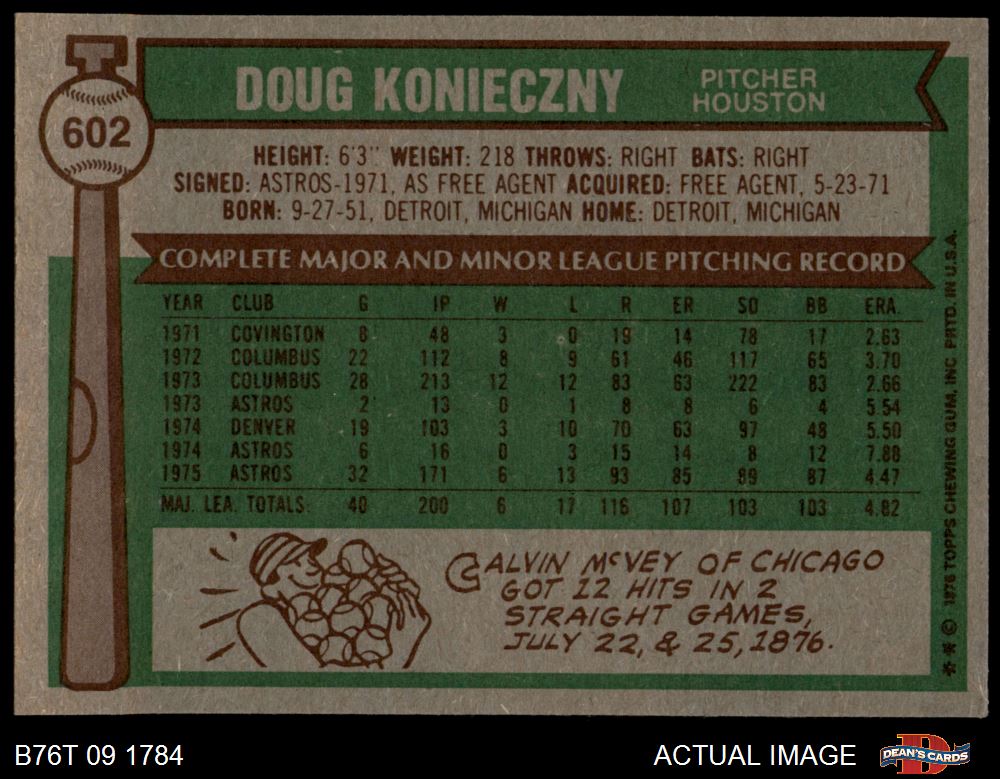 DOUG KONIECZNY
PITCHER
HOUSTON
602
HEIGHT: 6'3" WEIGHT: 218 THROWS: RIGHT BATS: RIGHT
SIGNED: ASTROS-1971, AS FREE AGENT ACQUIRED: FREE AGENT, 5-23-71
BORN: 9-27-51, DETROIT, MICHIGAN HOME: DETROIT, MICHIGAN
COMPLETE MAJOR AND MINOR LEAGUE PITCHING RECORD
YEAR CLUB G IP W L R ER SO BB ERA.
1971 COVINGTON 8 48 3 0 19 14 78 17 2.63
1972 COLUMBUS 22 112 8 9 61 46 117 65 3.70
1973 COLUMBUS 28 213 12 12 83 63 222 83 2.66
1973 ASTROS 2 13 0 1 8 8 6 4 5.54
1974 DENVER 19 103 3 10 70 63 97 48 5.50
1974 ASTROS 6 16 0 3 15 14 8 12 7.88
1975 ASTROS 32 171 6 13 93 85 89 87 4.47
MAJ. LEA. TOTALS: 40 200 6 17 116 107 103 103 4.82
CALVIN McVEY OF CHICAGO
GOT 12 HITS IN 2
STRAIGHT GAMES,
JULY 22, & 25, 1876.
** © 1976 TOPPS CHEWING GUM, INC PRTD. IN U.S.A.
B76T 09 1784
ACTUAL IMAGE
DEAN'S CARDS